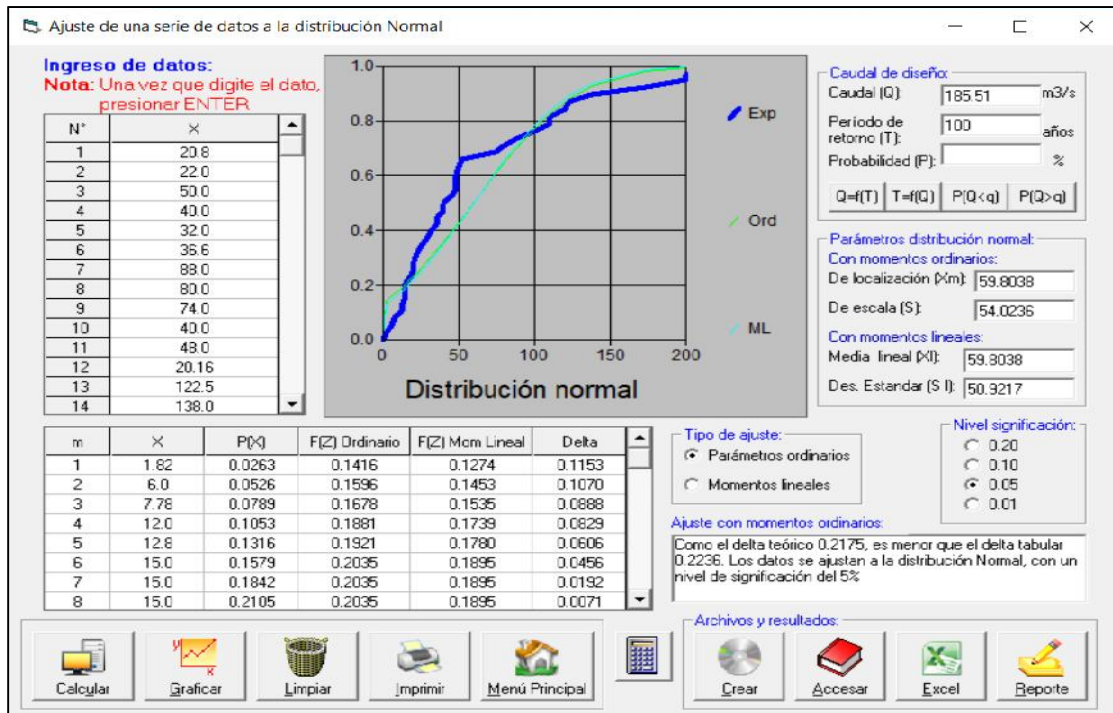 Ajuste de una serie de datos a la distribución Normal
Ingreso de datos:
Nota: Una vez que digite el dato,
presionar ENTER
N° X
1 20.8
2 22.0
3 50.0
4 40.0
5 32.0
6 36.6
7 88.0
8 80.0
9 74.0
10 40.0
11 48.0
12 20.16
13 122.5
14 138.0
1.0
0.8
0.6
0.4
0.2
0.0
0 50 100 150 200
Exp
Ord
ML
Distribución normal
Caudal de diseño:
Caudal (Q): 185.51 m3/s
Período de
retorno (T): 100 años
Probabilidad (P): %
Q=f(T) T=f(Q) P(Q<q) P(Q>q)
Parámetros distribución normal:
Con momentos ordinarios:
De localización (Xm): 59.8038
De escala (S): 54.0236
Con momentos lineales:
Media lineal (Xl): 59.8038
Des. Estandar (S l): 50.9217
m X P(X) F(Z) Ordinario F(Z) Mom Lineal Delta
1 1.82 0.0263 0.1416 0.1274 0.1153
2 6.0 0.0526 0.1596 0.1453 0.1070
3 7.78 0.0789 0.1678 0.1535 0.0888
4 12.0 0.1053 0.1881 0.1739 0.0829
5 12.8 0.1316 0.1921 0.1780 0.0606
6 15.0 0.1579 0.2035 0.1895 0.0456
7 15.0 0.1842 0.2035 0.1895 0.0192
8 15.0 0.2105 0.2035 0.1895 0.0071
Tipo de ajuste:
Parámetros ordinarios
Momentos lineales
Nivel significación:
0.20
0.10
0.05
0.01
Ajuste con momentos ordinarios:
Como el delta teórico 0.2175, es menor que el delta tabular
0.2236. Los datos se ajustan a la distribución Normal, con un
nivel de significación del 5%
Calcular
Graficar
Limpiar
Imprimir
Menú Principal
Archivos y resultados:
Crear
Accesar
Excel
Reporte